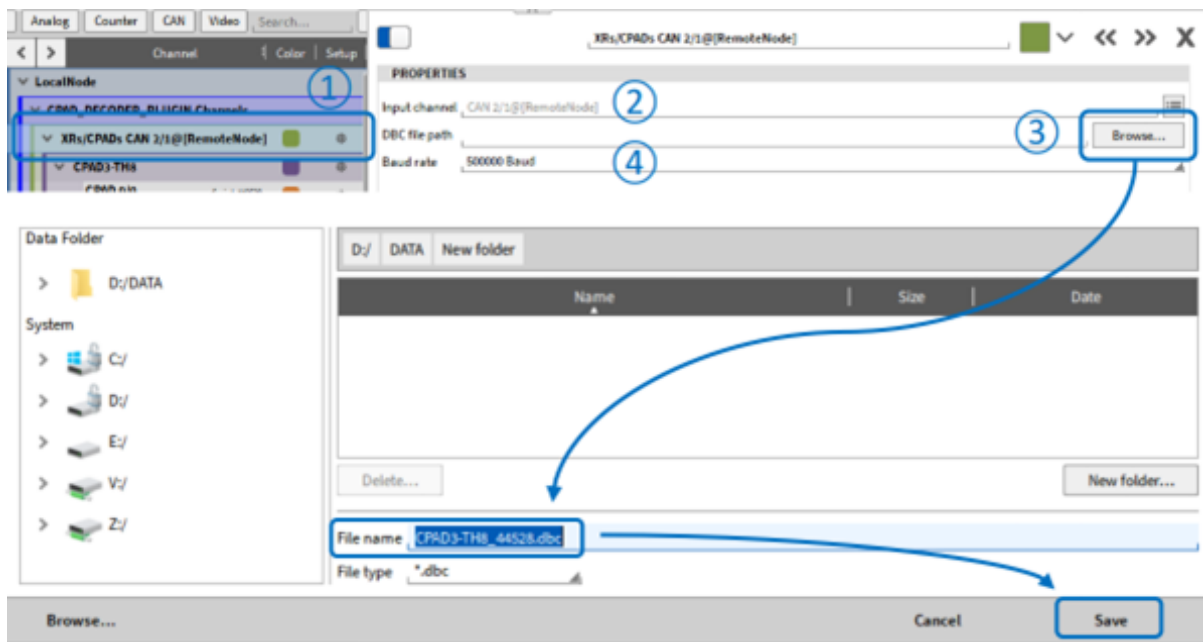 Analog Counter CAN Video Search...
Channel Color Setup
XRs/CPADs CAN 2/1@[RemoteNode]
PROPERTIES
LocalNode
①
CPAD_DECODER_PLUGIN Channels
Input channel CAN 2/1@[RemoteNode] ②
XRs/CPADs CAN 2/1@[RemoteNode]
DBC file path ③ Browse...
CPAD3-TH8
Baud rate 500000 Baud ④
Data Folder
D:/ DATA New folder
D:/DATA
Name Size Date
System
C:/
D:/
E:/
V:/
Z:/
Delete... New folder...
File name CPAD3-TH8_44528.dbc
File type *.dbc
Browse... Cancel Save